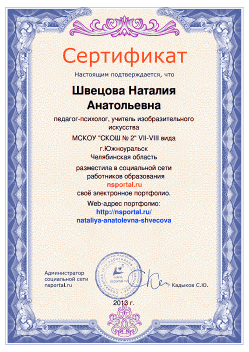 Сертификат
Настоящим подтверждается, что
Швецова Наталия
Анатольевна
педагог-психолог, учитель изобразительного
искусства
МСКОУ "СКОШ № 2" VII-VIII вида
г.Южноуральск
Челябинская область
разместила в социальной сети
работников образования
nsportal.ru
своё электронное портфолио.
Web-адрес портфолио:
http://nsportal.ru/
nataliya-anatolevna-shvecova
Администратор
социальной сети
nsportal.ru
Кадыков С.Ю.
2013 г.